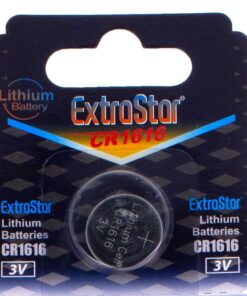 Lithium
Battery
ExtraStar
CR1616
ExtraStar
Lithium
Batteries
CR1616
3V
CR1616
3V
Lithium Cell
+
ExtraStar
Lithium
Batteries
CR1616
3V